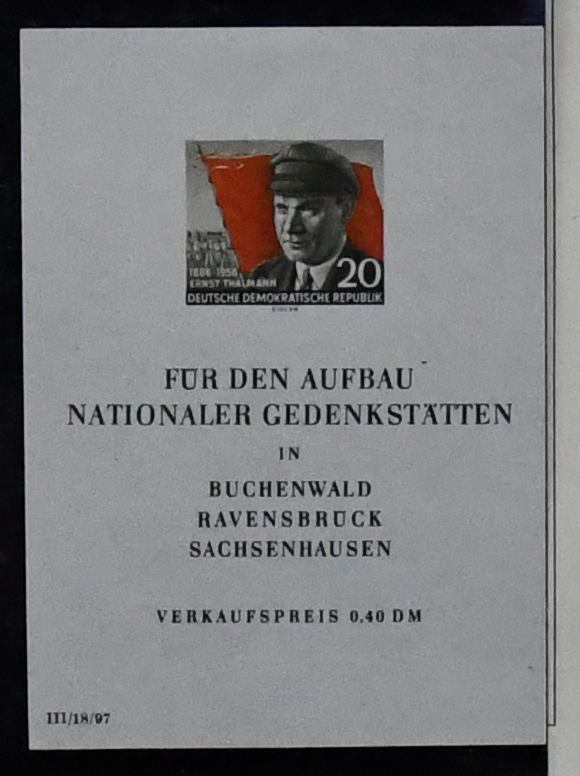 1886-1956
ERNST THÄLMANN
20
DEUTSCHE DEMOKRATISCHE REPUBLIK
FÜR DEN AUFBAU
NATIONALER GEDENKSTÄTTEN
IN
BUCHENWALD
RAVENSBRÜCK
SACHSENHAUSEN
VERKAUFSPREIS 0.40 DM
III/18/97